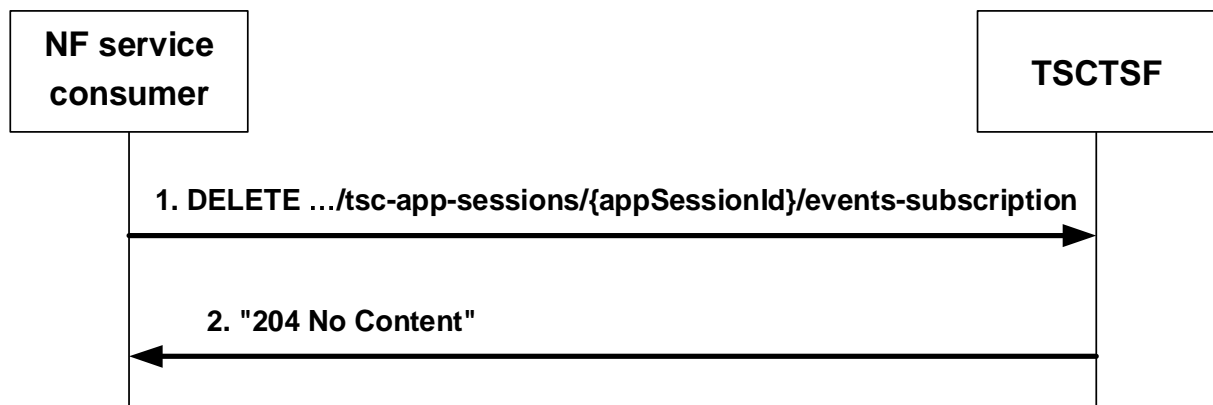 NF service
consumer
TSCTSF
1. DELETE …/tsc-app-sessions/{appSessionId}/events-subscription
2. "204 No Content"